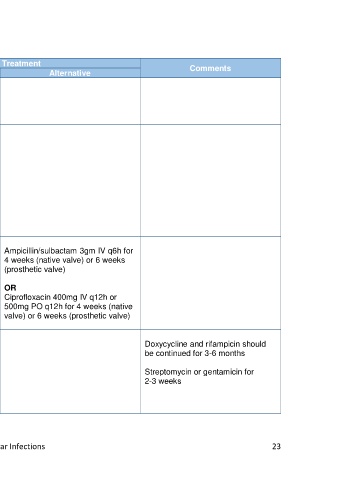 Treatment
Alternative
Comments
Ampicillin/sulbactam 3gm IV q6h for
4 weeks (native valve) or 6 weeks
(prosthetic valve)
OR
Ciprofloxacin 400mg IV q12h or
500mg PO q12h for 4 weeks (native
valve) or 6 weeks (prosthetic valve)
Doxycycline and rifampicin should
be continued for 3-6 months
Streptomycin or gentamicin for
2-3 weeks
ar Infections
23